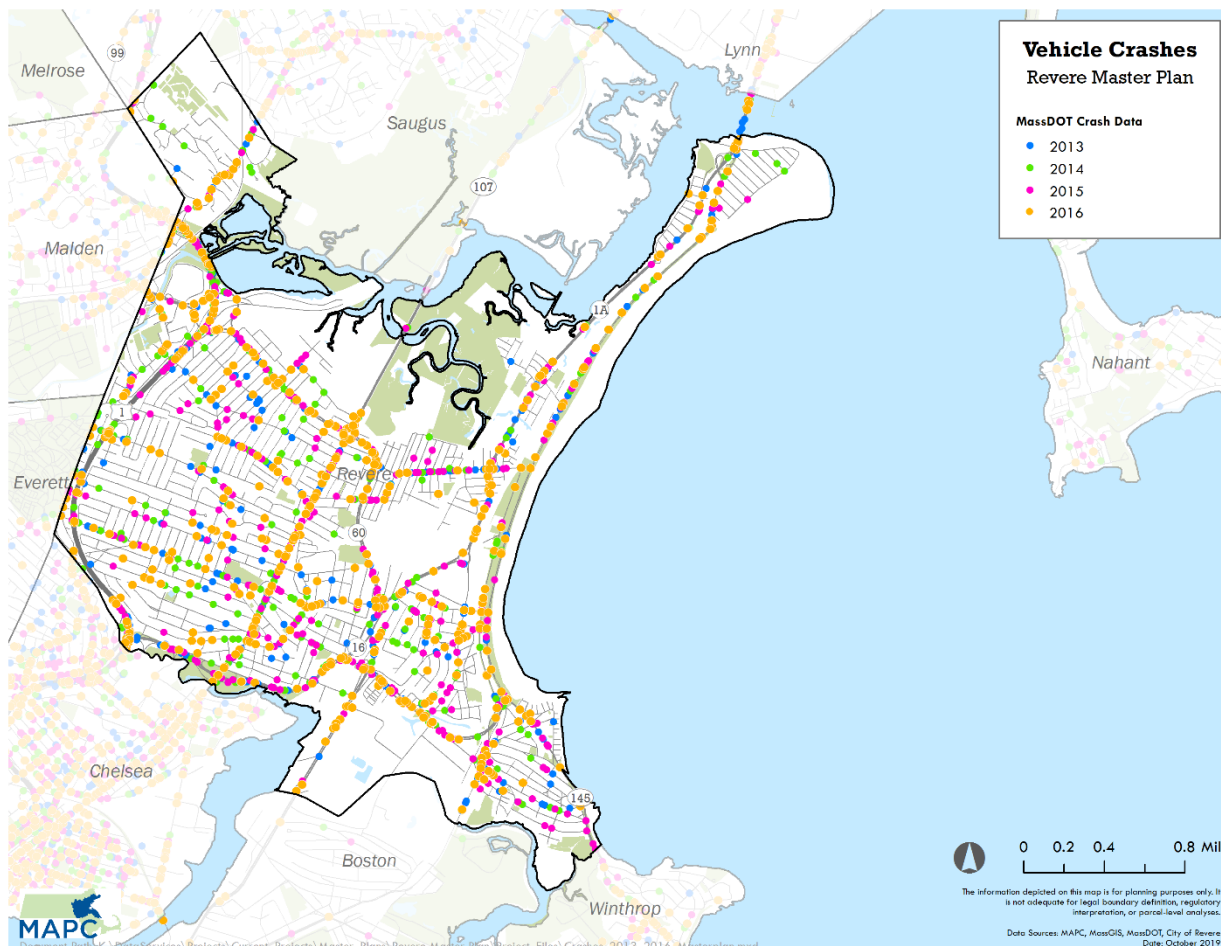 Vehicle Crashes
Revere Master Plan
MassDOT Crash Data
2013
2014
2015
2016
Lynn
4
99
Melrose
Saugus
107
Malden
1A
Nahant
1
Everett
Revere
60
16
Chelsea
145
Boston
Winthrop
0 0.2 0.4 0.8 Mil
The information depicted on this map is for planning purposes only. It
is not adequate for legal boundary definition, regulatory
interpretation, or parcel-level analyses.
Data Sources: MAPC, MassGIS, MassDOT, City of Revere
Date: October 2019
MAPC